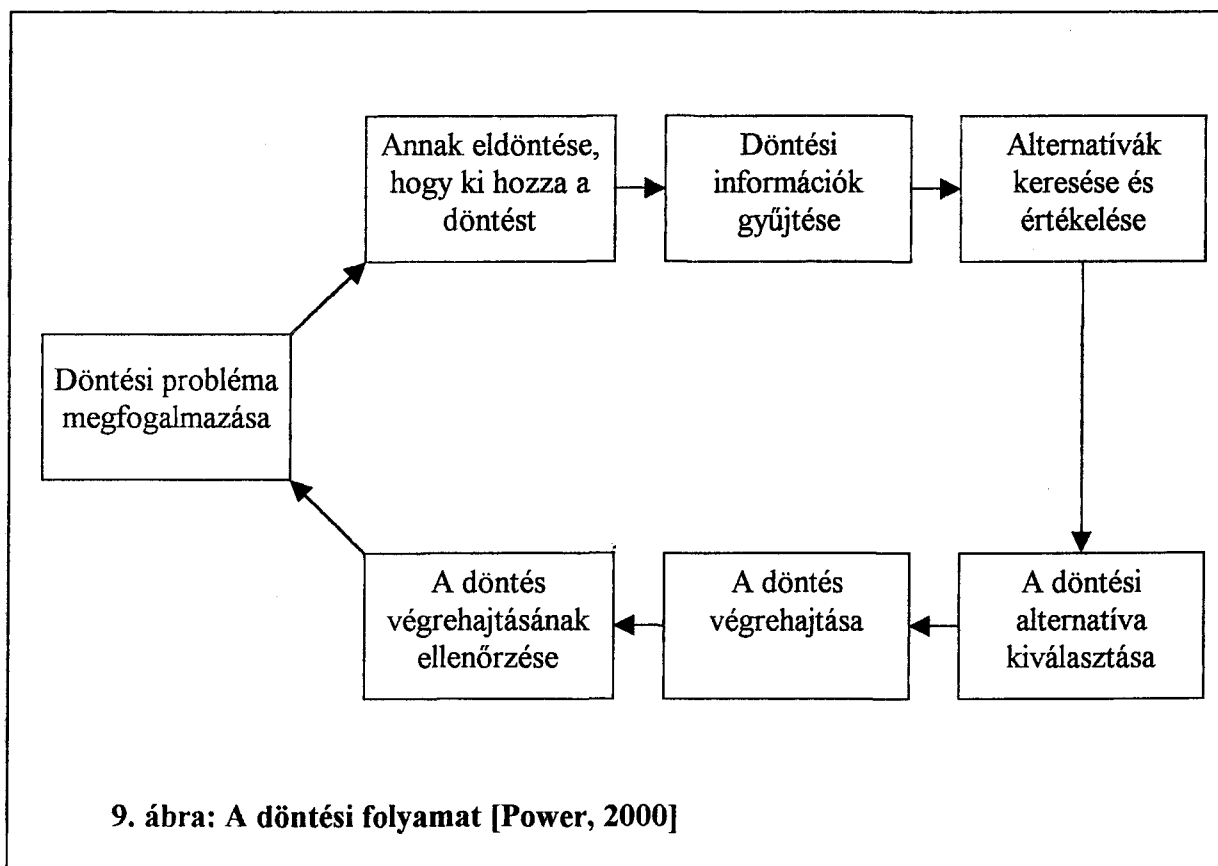 Annak eldöntése,
hogy ki hozza a
döntést
Döntési
információk
gyűjtése
Alternatívák
keresése és
értékelése
Döntési probléma
megfogalmazása
A döntés
végrehajtásának
ellenőrzése
A döntés
végrehajtása
A döntési
alternatíva
kiválasztása
9. ábra: A döntési folyamat [Power, 2000]